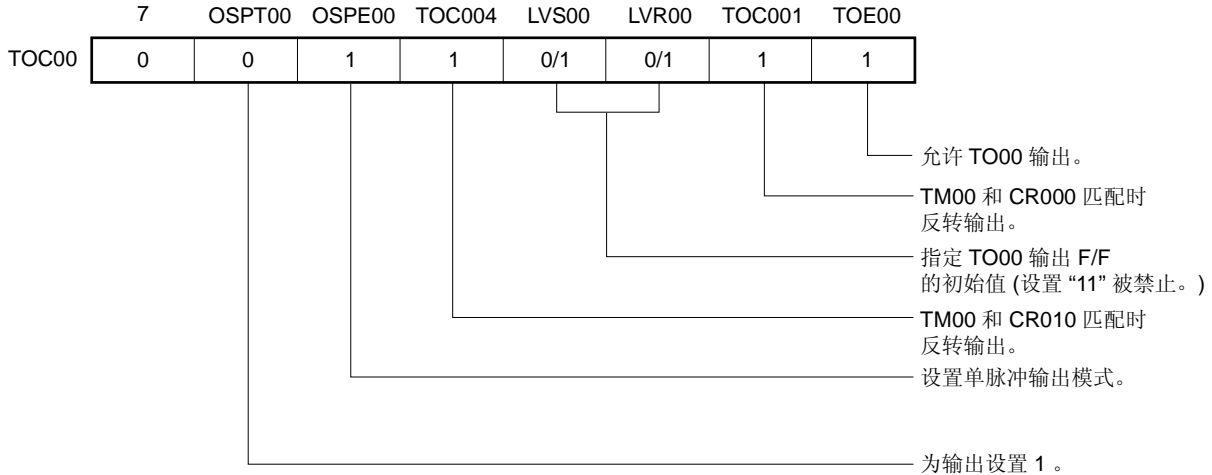 7 OSPT00 OSPE00 TOC004 LVS00 LVR00 TOC001 TOE00
TOC00 0 0 1 1 0/1 0/1 1 1
允许 TO00 输出。
TM00 和 CR000 匹配时
反转输出。
指定 TO00 输出 F/F
的初始值 (设置 “11” 被禁止。)
TM00 和 CR010 匹配时
反转输出。
设置单脉冲输出模式。
为输出设置 1 。